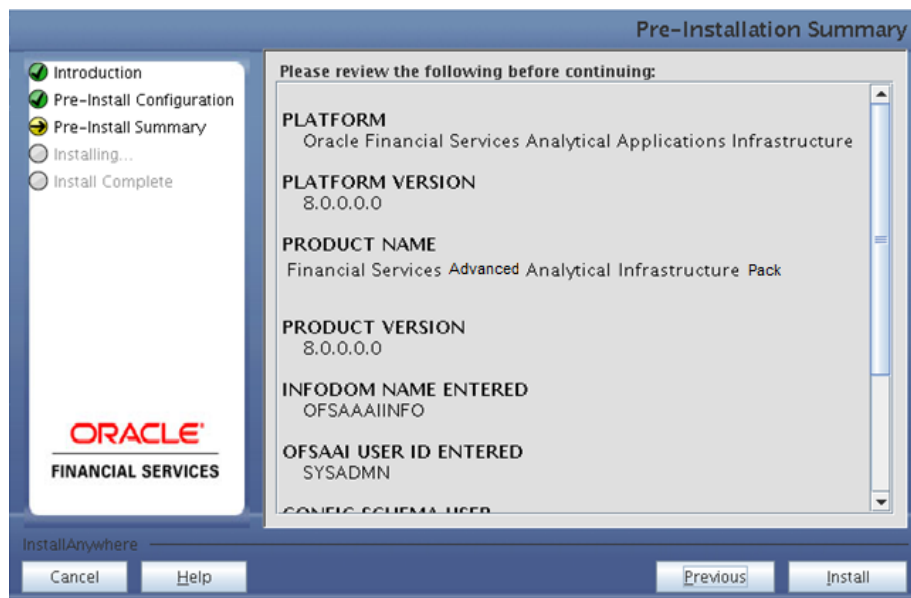 Pre-Installation Summary
Introduction
Pre-Install Configuration
Pre-Install Summary
Installing...
Install Complete
ORACLE
FINANCIAL SERVICES
Please review the following before continuing:
PLATFORM
Oracle Financial Services Analytical Applications Infrastructure
PLATFORM VERSION
8.0.0.0.0
PRODUCT NAME
Financial Services Advanced Analytical Infrastructure Pack
PRODUCT VERSION
8.0.0.0.0
INFODOM NAME ENTERED
OFSAAAIINFO
OFSAAI USER ID ENTERED
SYSADMN
CONFIG SCHEMA USER
InstallAnywhere
Cancel
Help
Previous
Install